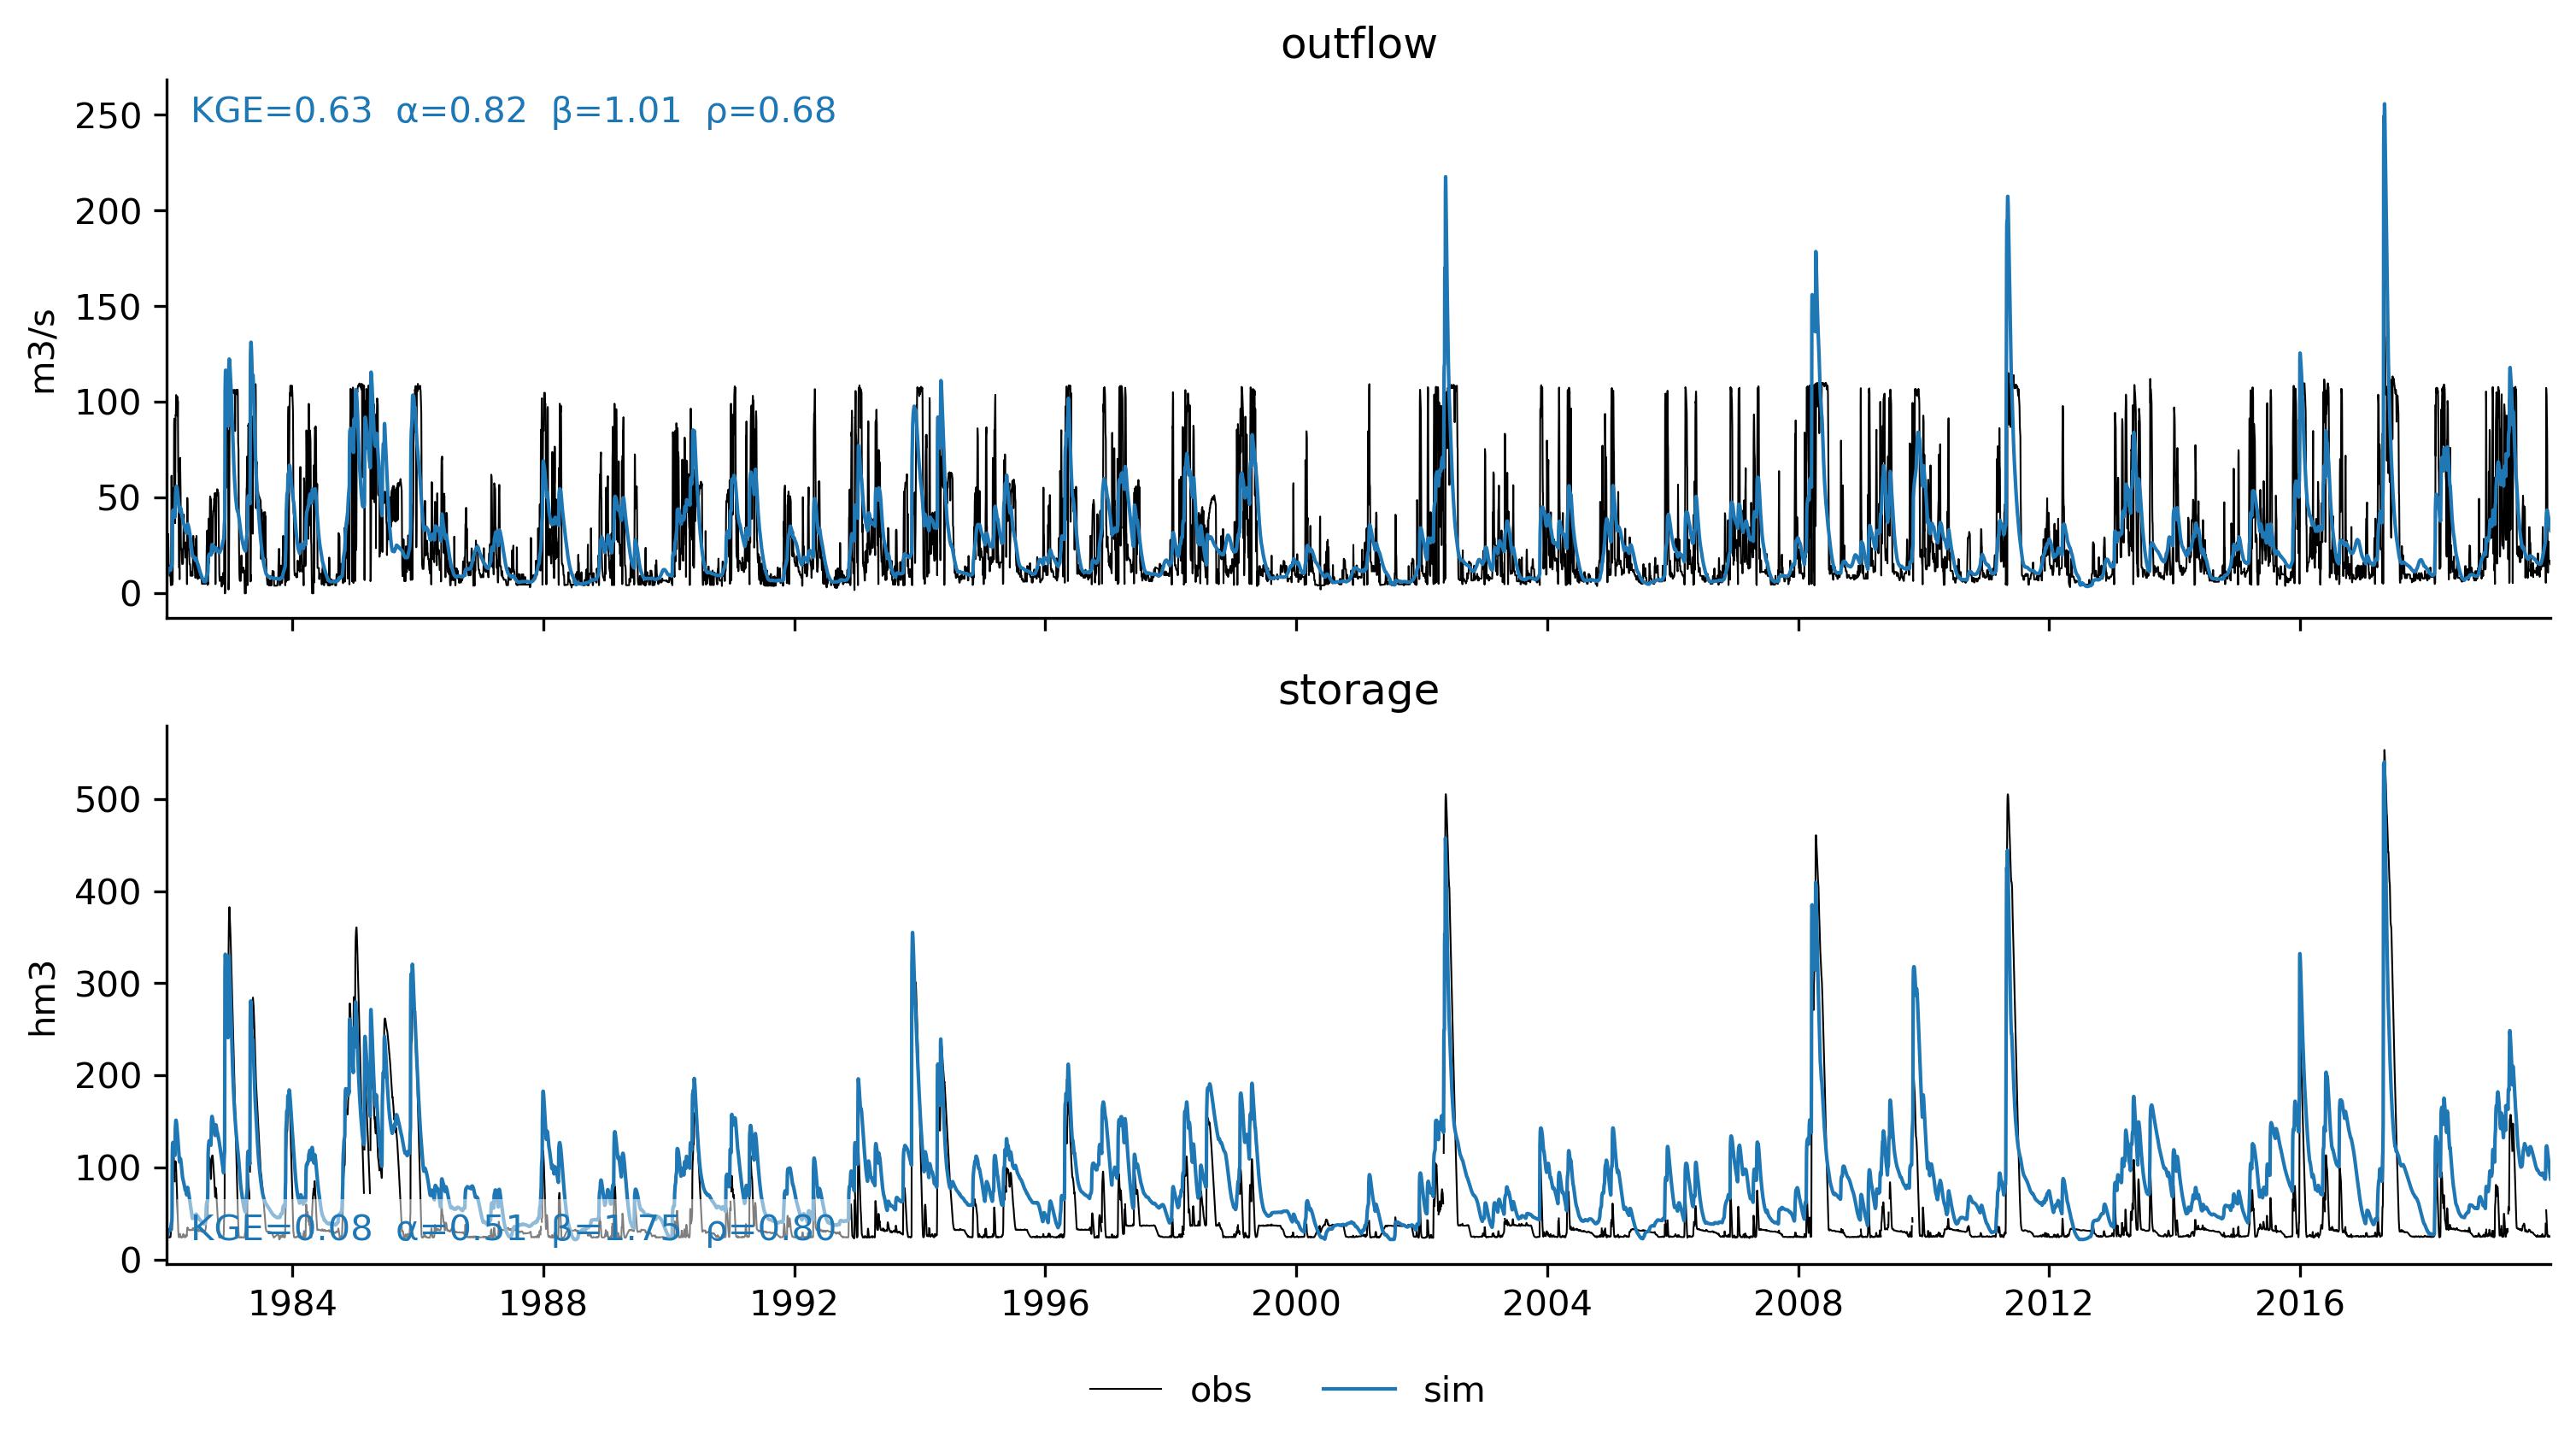 outflow
KGE=0.63 α=0.82 β=1.01 ρ=0.68
250
200
150
100
50
0
m3/s
storage
500
400
300
200
100
0
hm3
KGE=0.08 α=0.51 β=1.75 ρ=0.80
1984 1988 1992 1996 2000 2004 2008 2012 2016
obs sim